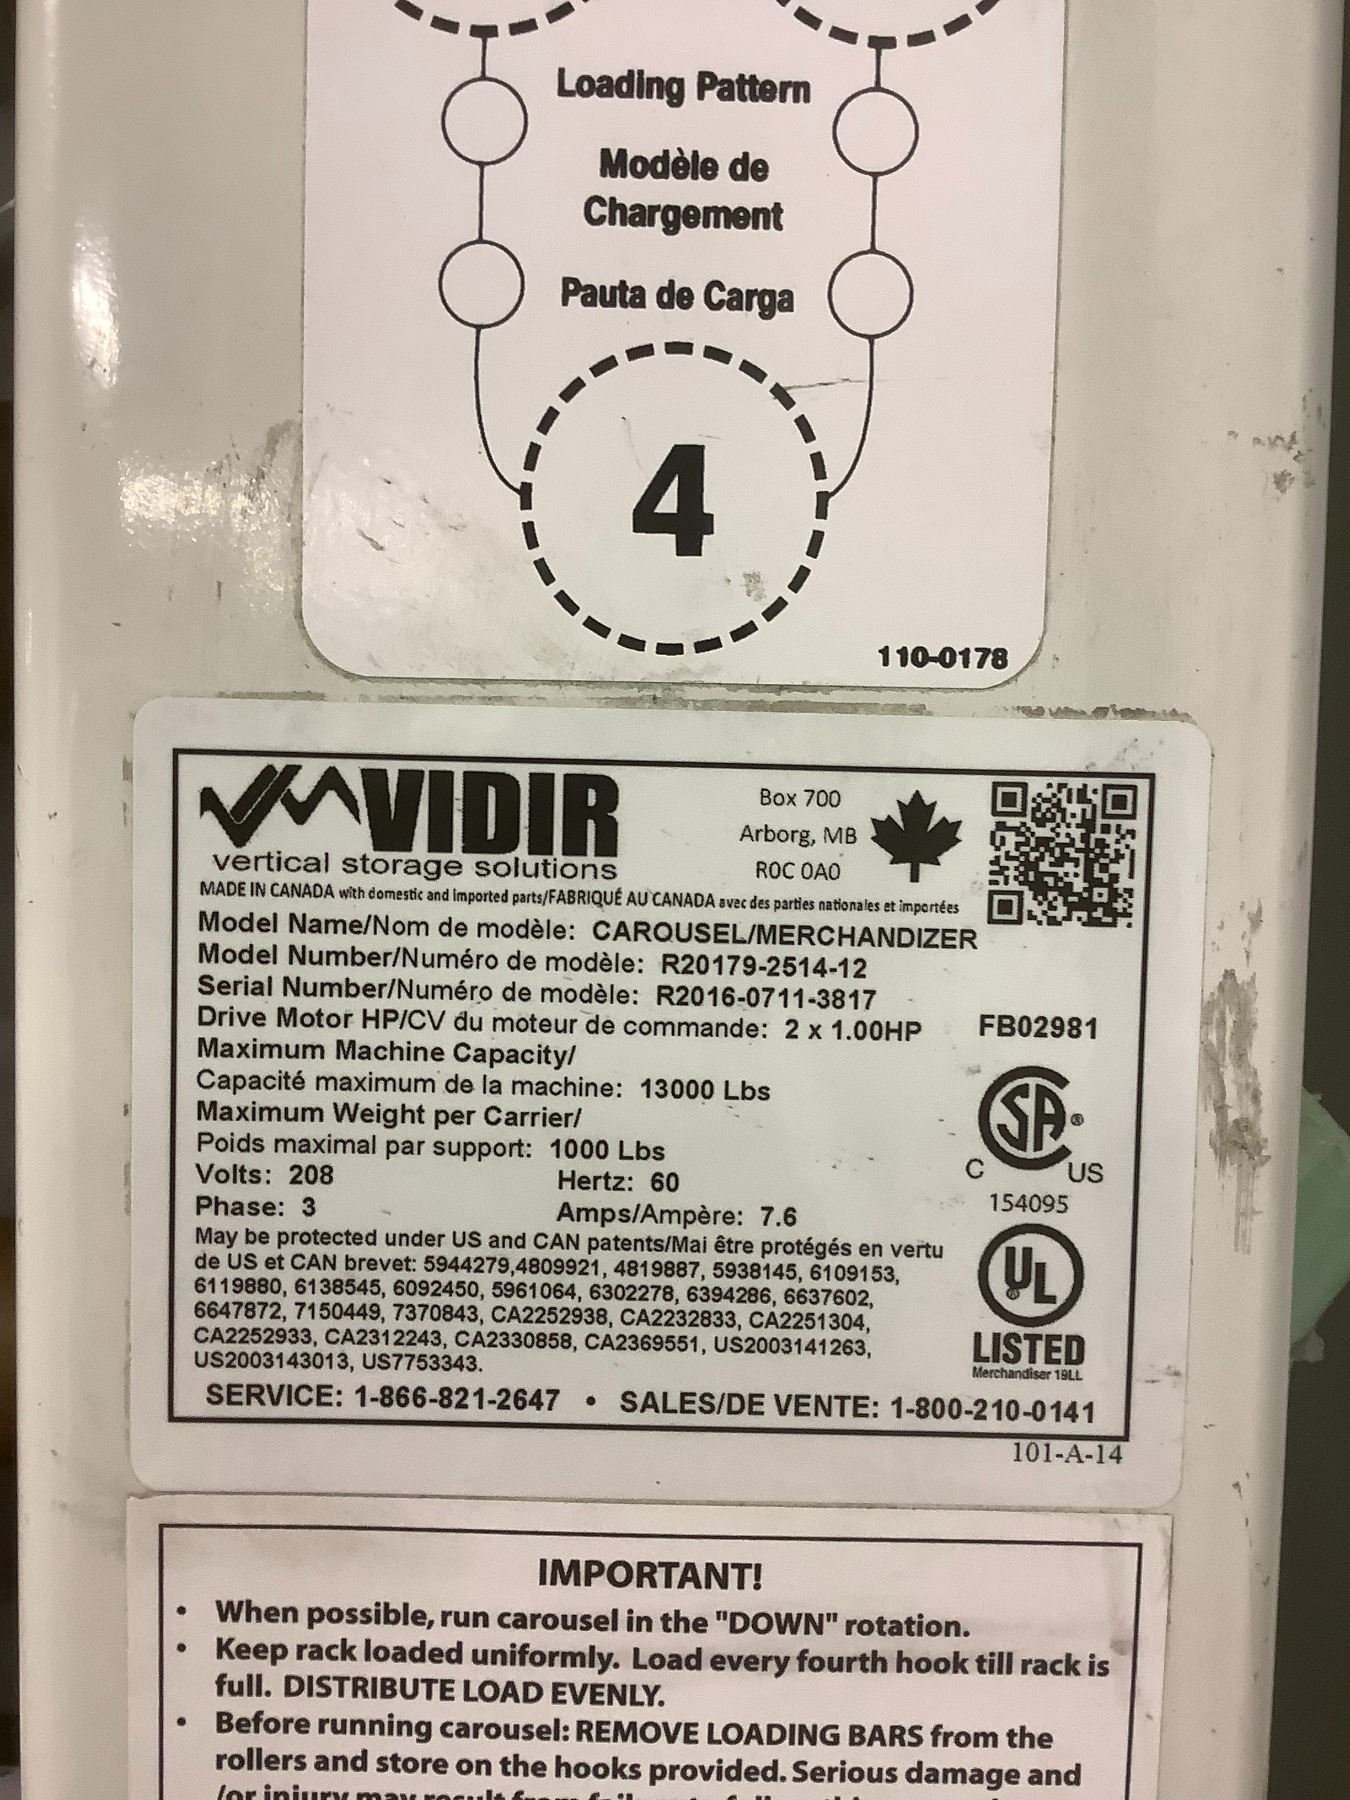 Loading Pattern
Modèle de
Chargement
Pauta de Carga
4
110-0178
VIDIR
vertical storage solutions
Box 700
Arborg, MB
R0C 0A0
MADE IN CANADA with domestic and imported parts/FABRIQUÉ AU CANADA avec des parties nationales et importées
Model Name/Nom de modèle: CAROUSEL/MERCHANDIZER
Model Number/Numéro de modèle: R20179-2514-12
Serial Number/Numéro de modèle: R2016-0711-3817
Drive Motor HP/CV du moteur de commande: 2 x 1.00HP
FB02981
Maximum Machine Capacity/
Capacité maximum de la machine: 13000 Lbs
Maximum Weight per Carrier/
Poids maximal par support: 1000 Lbs
Volts: 208 Hertz: 60
Phase: 3 Amps/Ampère: 7.6
SA®
C US
154095
May be protected under US and CAN patents/Mai être protégés en vertu
de US et CAN brevet: 5944279,4809921, 4819887, 5938145, 6109153,
6119880, 6138545, 6092450, 5961064, 6302278, 6394286, 6637602,
6647872, 7150449, 7370843, CA2252938, CA2232833, CA2251304,
CA2252933, CA2312243, CA2330858, CA2369551, US2003141263,
US2003143013, US7753343.
UL®
LISTED
Merchandiser 19LL
SERVICE: 1-866-821-2647 • SALES/DE VENTE: 1-800-210-0141
101-A-14
IMPORTANT!
• When possible, run carousel in the "DOWN" rotation.
• Keep rack loaded uniformly. Load every fourth hook till rack is
full. DISTRIBUTE LOAD EVENLY.
• Before running carousel: REMOVE LOADING BARS from the
rollers and store on the hooks provided. Serious damage and
/or injury may result from